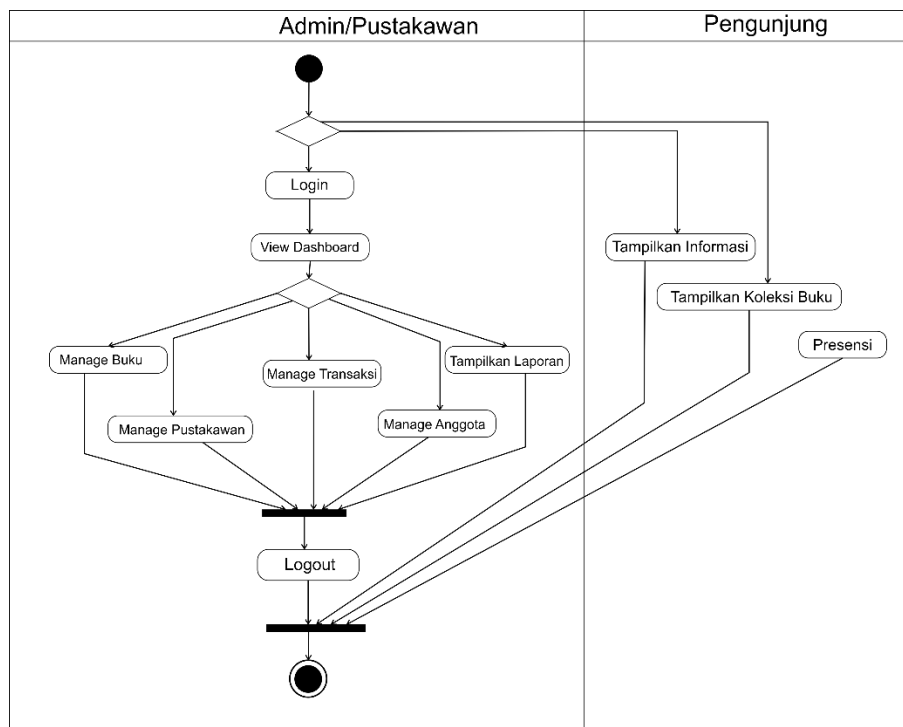 Admin/Pustakawan
Pengunjung
Login
View Dashboard
Tampilkan Informasi
Tampilkan Koleksi Buku
Presensi
Manage Buku
Manage Transaksi
Tampilkan Laporan
Manage Pustakawan
Manage Anggota
Logout